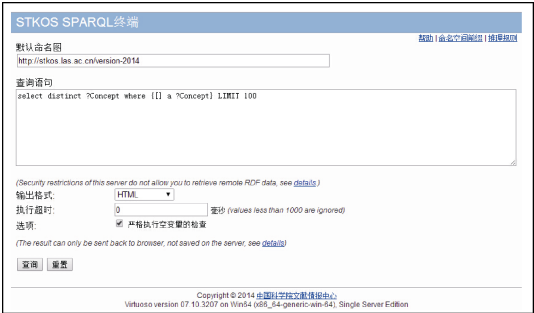 STKOS SPARQL终端
帮助 | 命名空间前缀 | 推理规则
默认命名图
http://stkos.las.ac.cn/version-2014
查询语句
select distinct ?Concept where {[] a ?Concept} LIMIT 100
(Security restrictions of this server do not allow you to retrieve remote RDF data, see details.)
输出格式: HTML
执行超时: 0 毫秒 (values less than 1000 are ignored)
选项: 严格执行空变量的检查
(The result can only be sent back to browser, not saved on the server, see details)
查询 重置
Copyright © 2014 中国科学院文献情报中心
Virtuoso version 07.10.3207 on Win64 (x86_64-generic-win-64), Single Server Edition